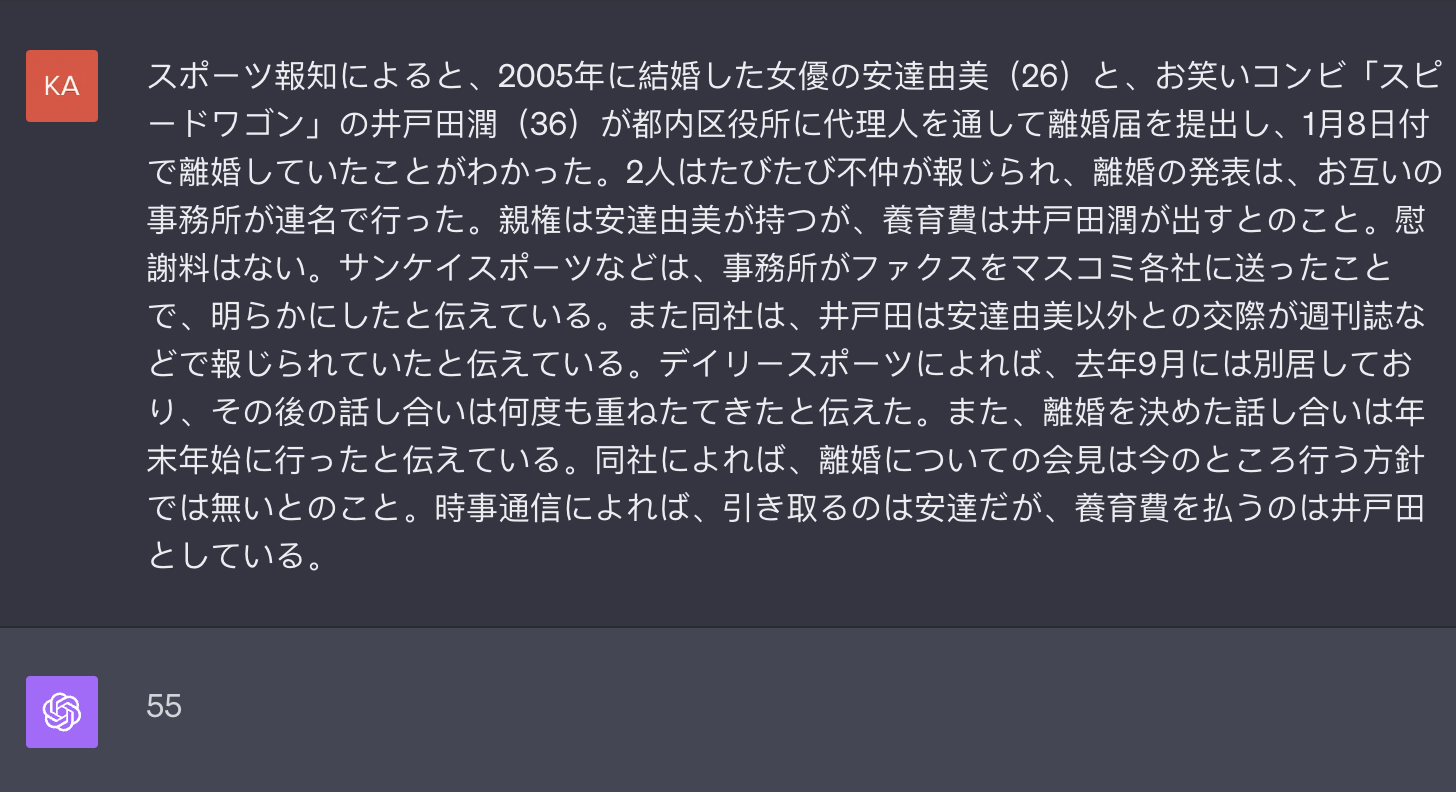 KA
スポーツ報知によると、2005年に結婚した女優の安達由美（26）と、お笑いコンビ「スピ
ードワゴン」の井戸田潤（36）が都内区役所に代理人を通して離婚届を提出し、1月8日付
で離婚していたことがわかった。2人はたびたび不仲が報じられ、離婚の発表は、お互いの
事務所が連名で行った。親権は安達由美が持つが、養育費は井戸田潤が出すとのこと。慰
謝料はない。サンケイスポーツなどは、事務所がファクスをマスコミ各社に送ったこと
で、明らかにしたと伝えている。また同社は、井戸田は安達由美以外との交際が週刊誌な
どで報じられていたと伝えている。デイリースポーツによれば、去年9月には別居してお
り、その後の話し合いは何度も重ねたてきたと伝えた。また、離婚を決めた話し合いは年
末年始に行ったと伝えている。同社によれば、離婚についての会見は今のところ行う方針
では無いとのこと。時事通信によれば、引き取るのは安達だが、養育費を払うのは井戸田
としている。
55